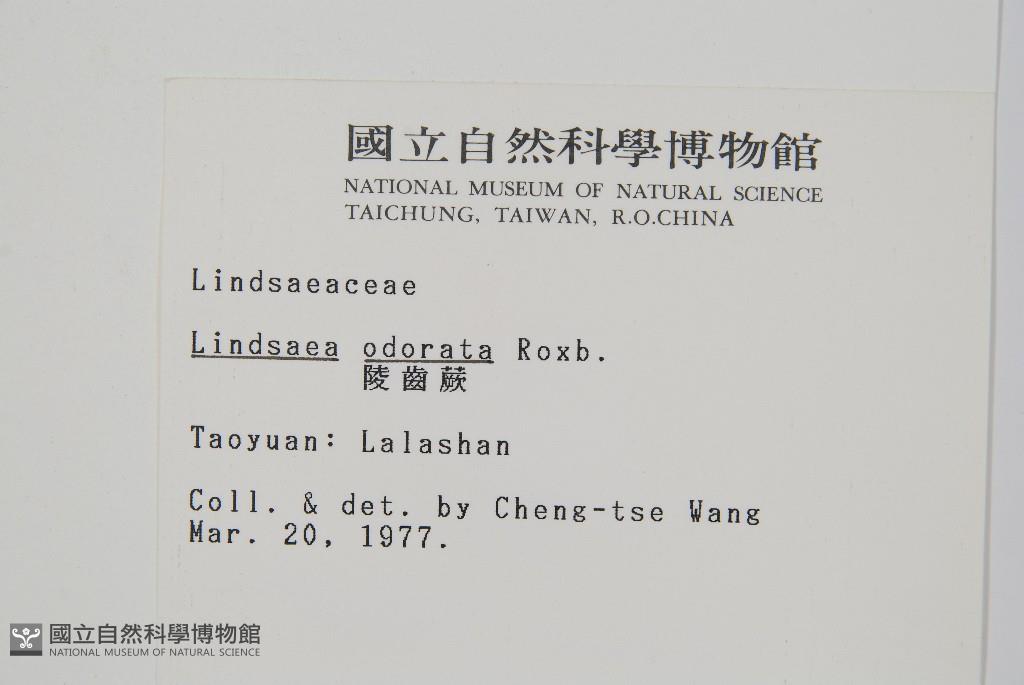 國立自然科學博物館
NATIONAL MUSEUM OF NATURAL SCIENCE
TAICHUNG, TAIWAN, R.O.CHINA
Lindsaeaceae
Lindsaea odorata Roxb.
陵齒蕨
Taoyuan: Lalashan
Coll. & det. by Cheng-tse Wang
Mar. 20, 1977.
國立自然科學博物館
NATIONAL MUSEUM OF NATURAL SCIENCE